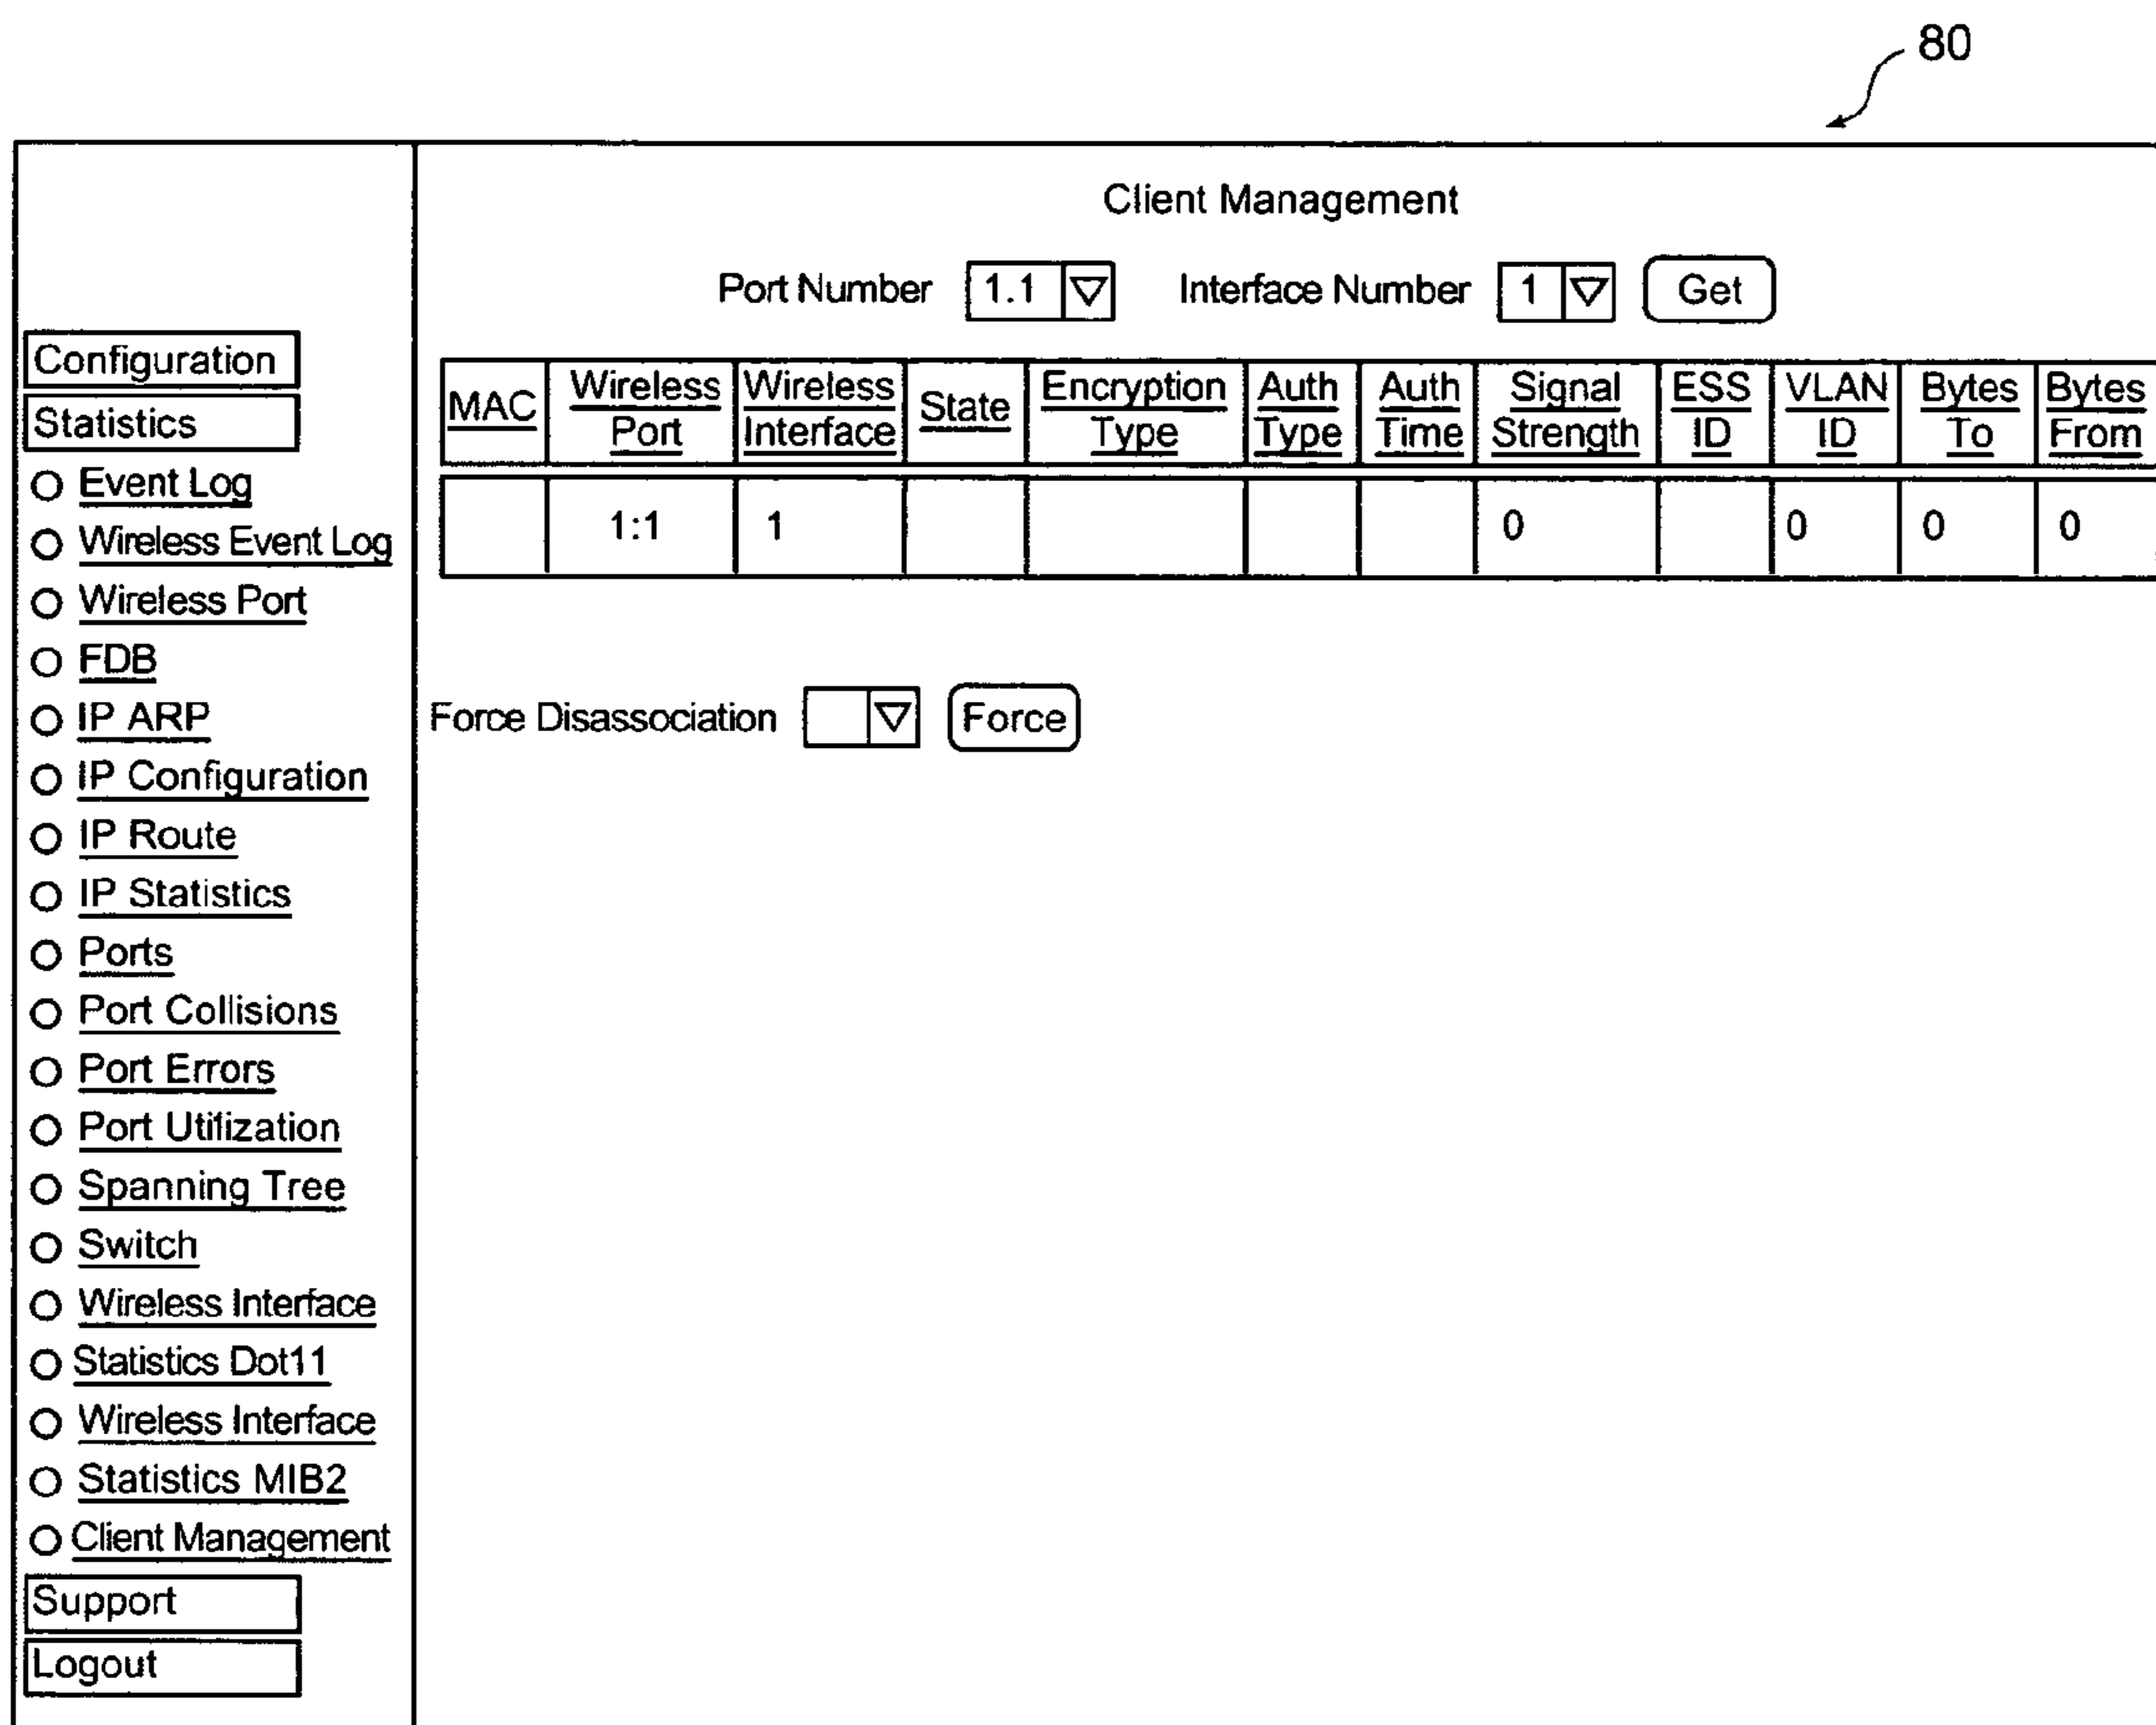 80
Client Management
Port Number 1.1 Interface Number 1 Get
Configuration
Statistics
Event Log
Wireless Event Log
Wireless Port
FDB
IP ARP
IP Configuration
IP Route
IP Statistics
Ports
Port Collisions
Port Errors
Port Utilization
Spanning Tree
Switch
Wireless Interface
Statistics Dot11
Wireless Interface
Statistics MIB2
Client Management
Support
Logout
MAC Wireless Port Wireless Interface State Encryption Type Auth Type Auth Time Signal Strength ESS ID VLAN ID Bytes To Bytes From
1:1 1 0 0 0 0
Force Disassociation Force